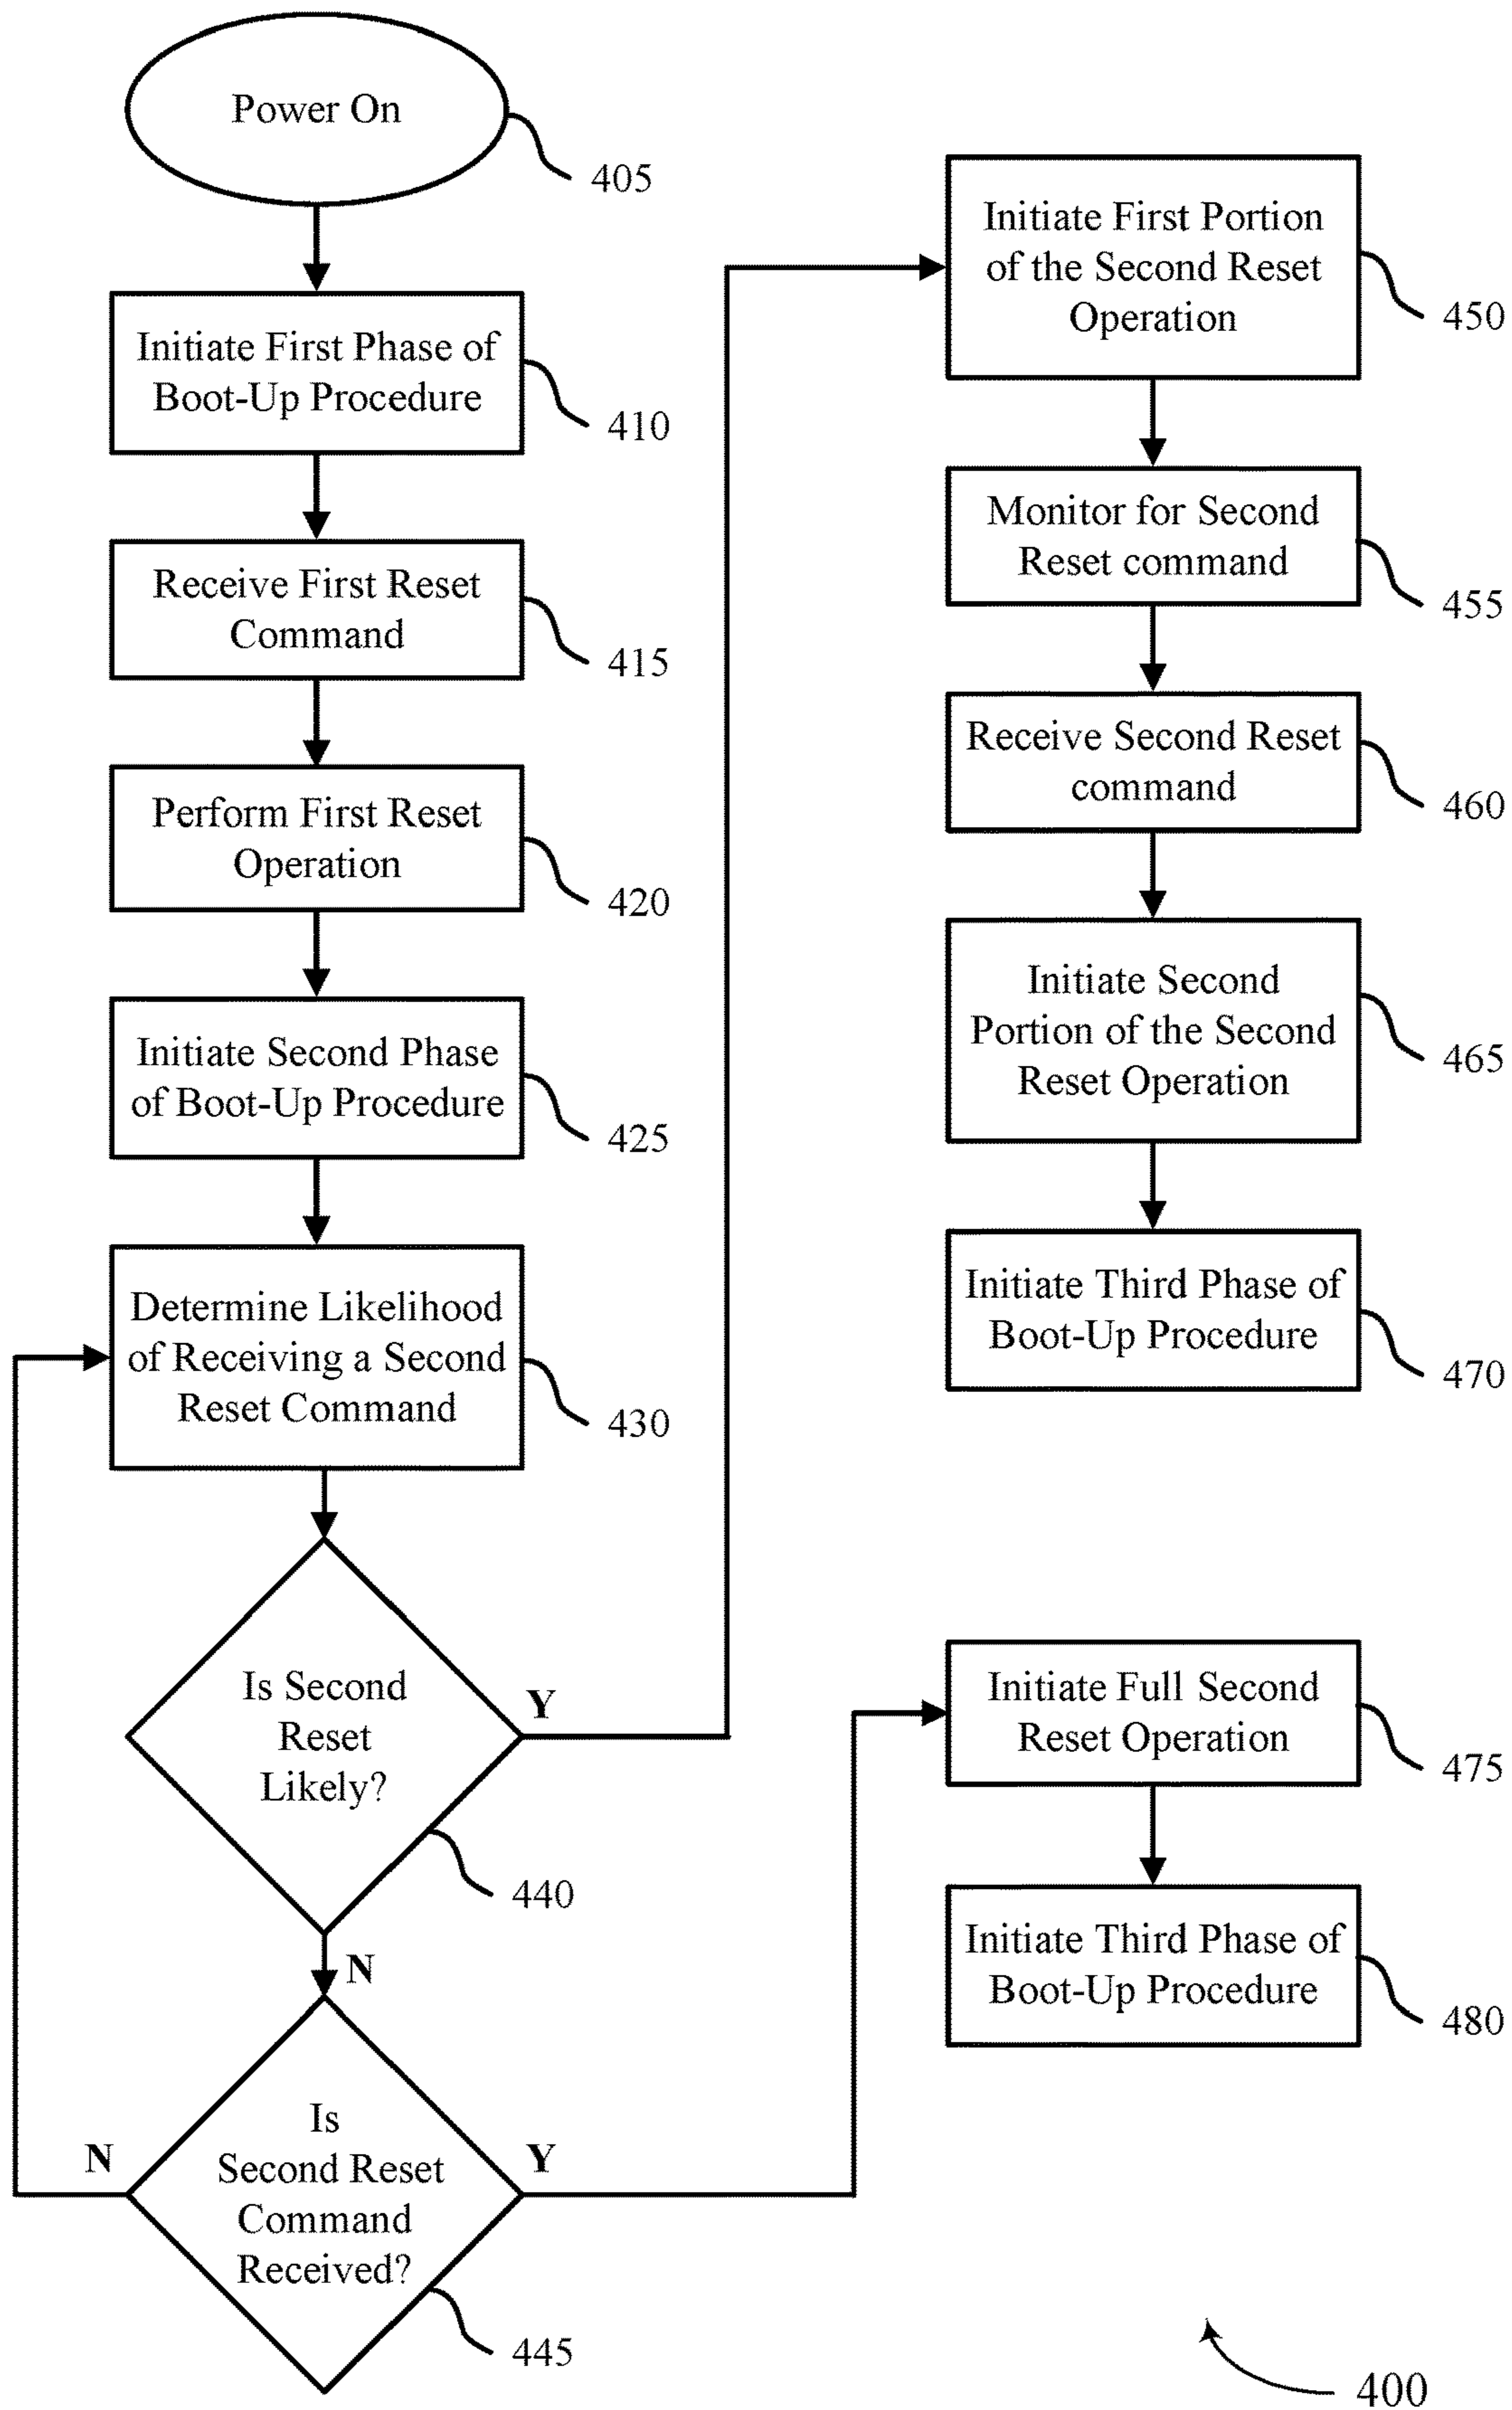 Power On
405
Initiate First Phase of
Boot-Up Procedure
410
Receive First Reset
Command
415
Perform First Reset
Operation
420
Initiate Second Phase
of Boot-Up Procedure
425
Determine Likelihood
of Receiving a Second
Reset Command
430
Is Second
Reset
Likely?
Y
440
N
Is
Second Reset
Command
Received?
N
Y
445
Initiate First Portion
of the Second Reset
Operation
450
Monitor for Second
Reset command
455
Receive Second Reset
command
460
Initiate Second
Portion of the Second
Reset Operation
465
Initiate Third Phase of
Boot-Up Procedure
470
Initiate Full Second
Reset Operation
475
Initiate Third Phase of
Boot-Up Procedure
480
400